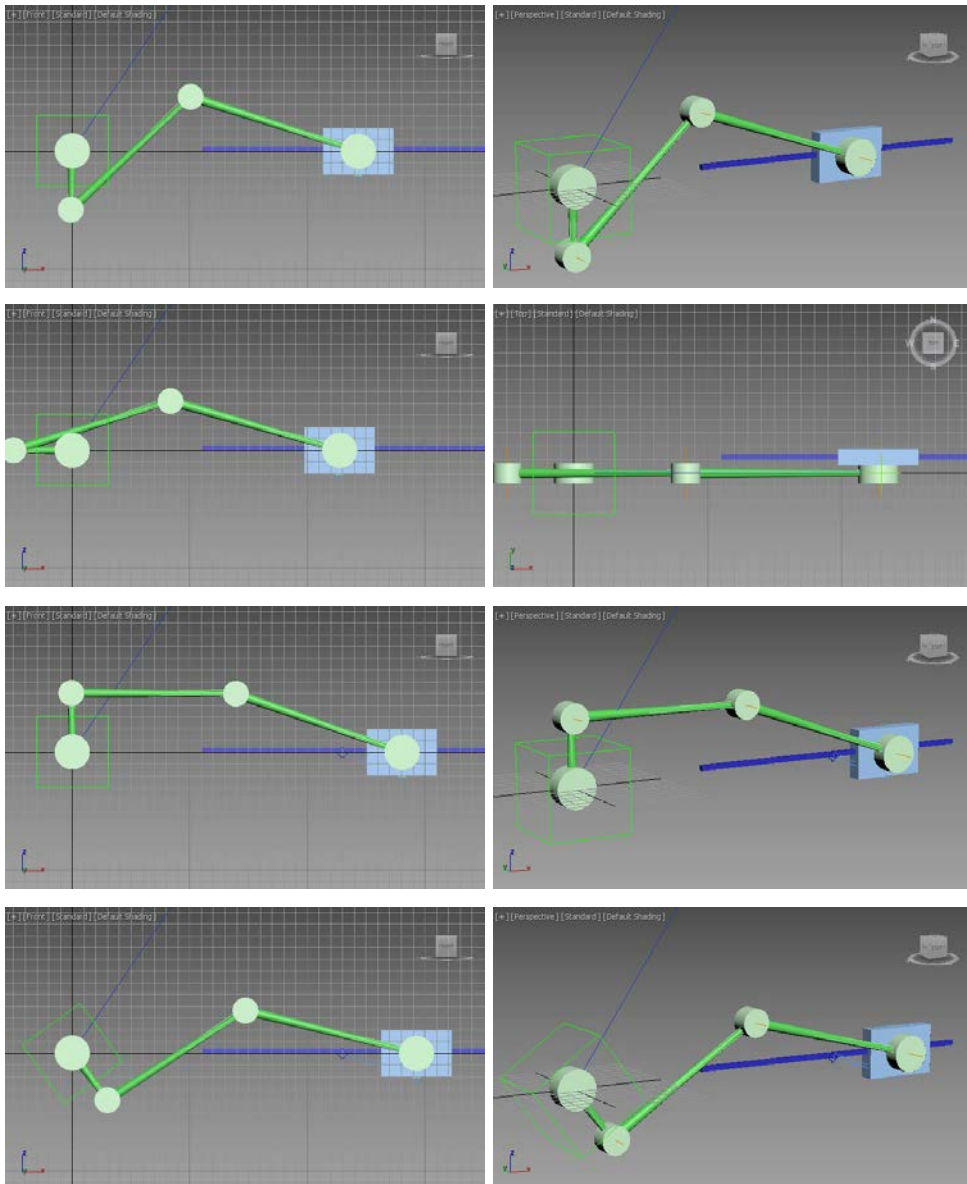 [+] [Front] [Standard] [Default Shading]
[+] [Perspective] [Standard] [Default Shading]
[+] [Front] [Standard] [Default Shading]
[+] [Top] [Standard] [Default Shading]
N
[+] [Front] [Standard] [Default Shading]
[+] [Perspective] [Standard] [Default Shading]
[+] [Front] [Standard] [Default Shading]
[+] [Perspective] [Standard] [Default Shading]